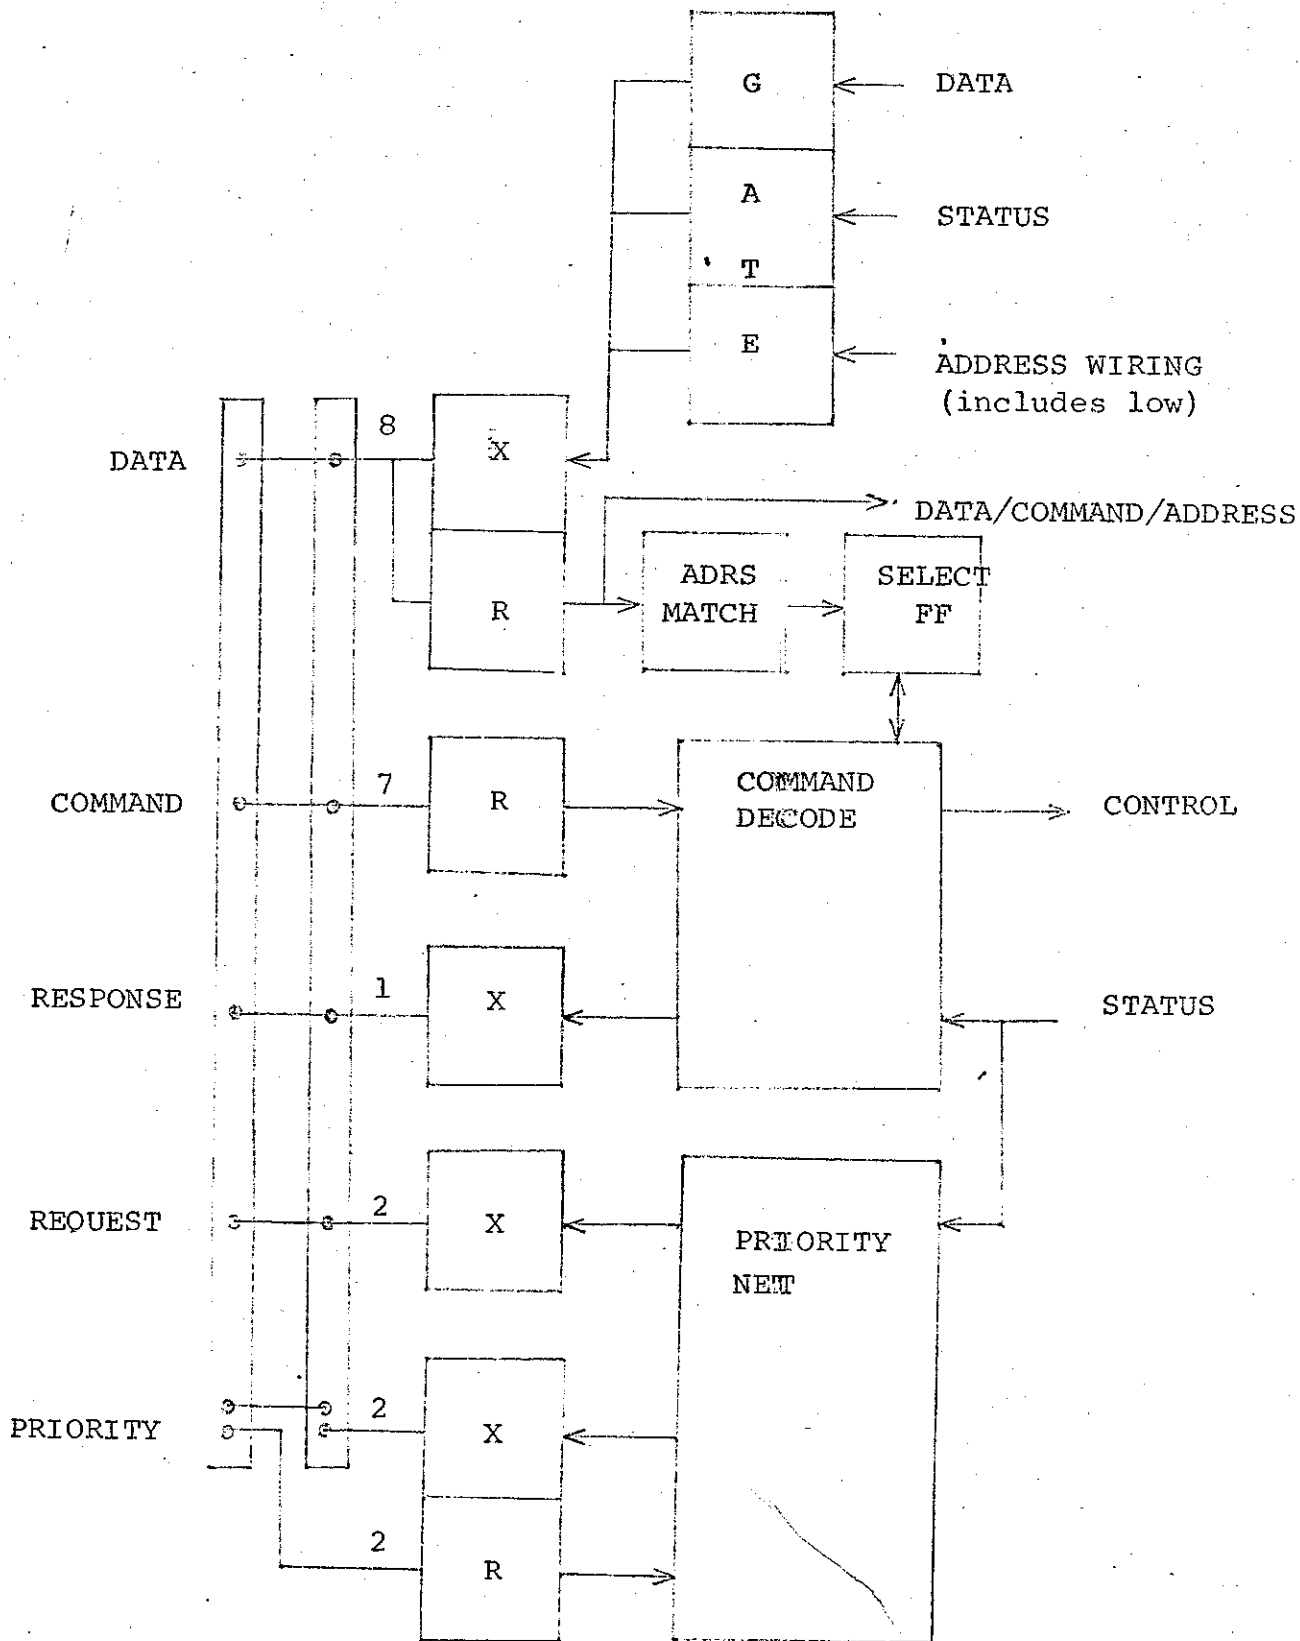 G
DATA
A
STATUS
T
E
ADDRESS WIRING
(includes low)
8
DATA
X
DATA/COMMAND/ADDRESS
ADRS
MATCH
SELECT
FF
R
7
COMMAND
R
COMMAND
DECODE
CONTROL
1
RESPONSE
X
STATUS
2
REQUEST
X
PRIORITY
NET
2
PRIORITY
X
2
R